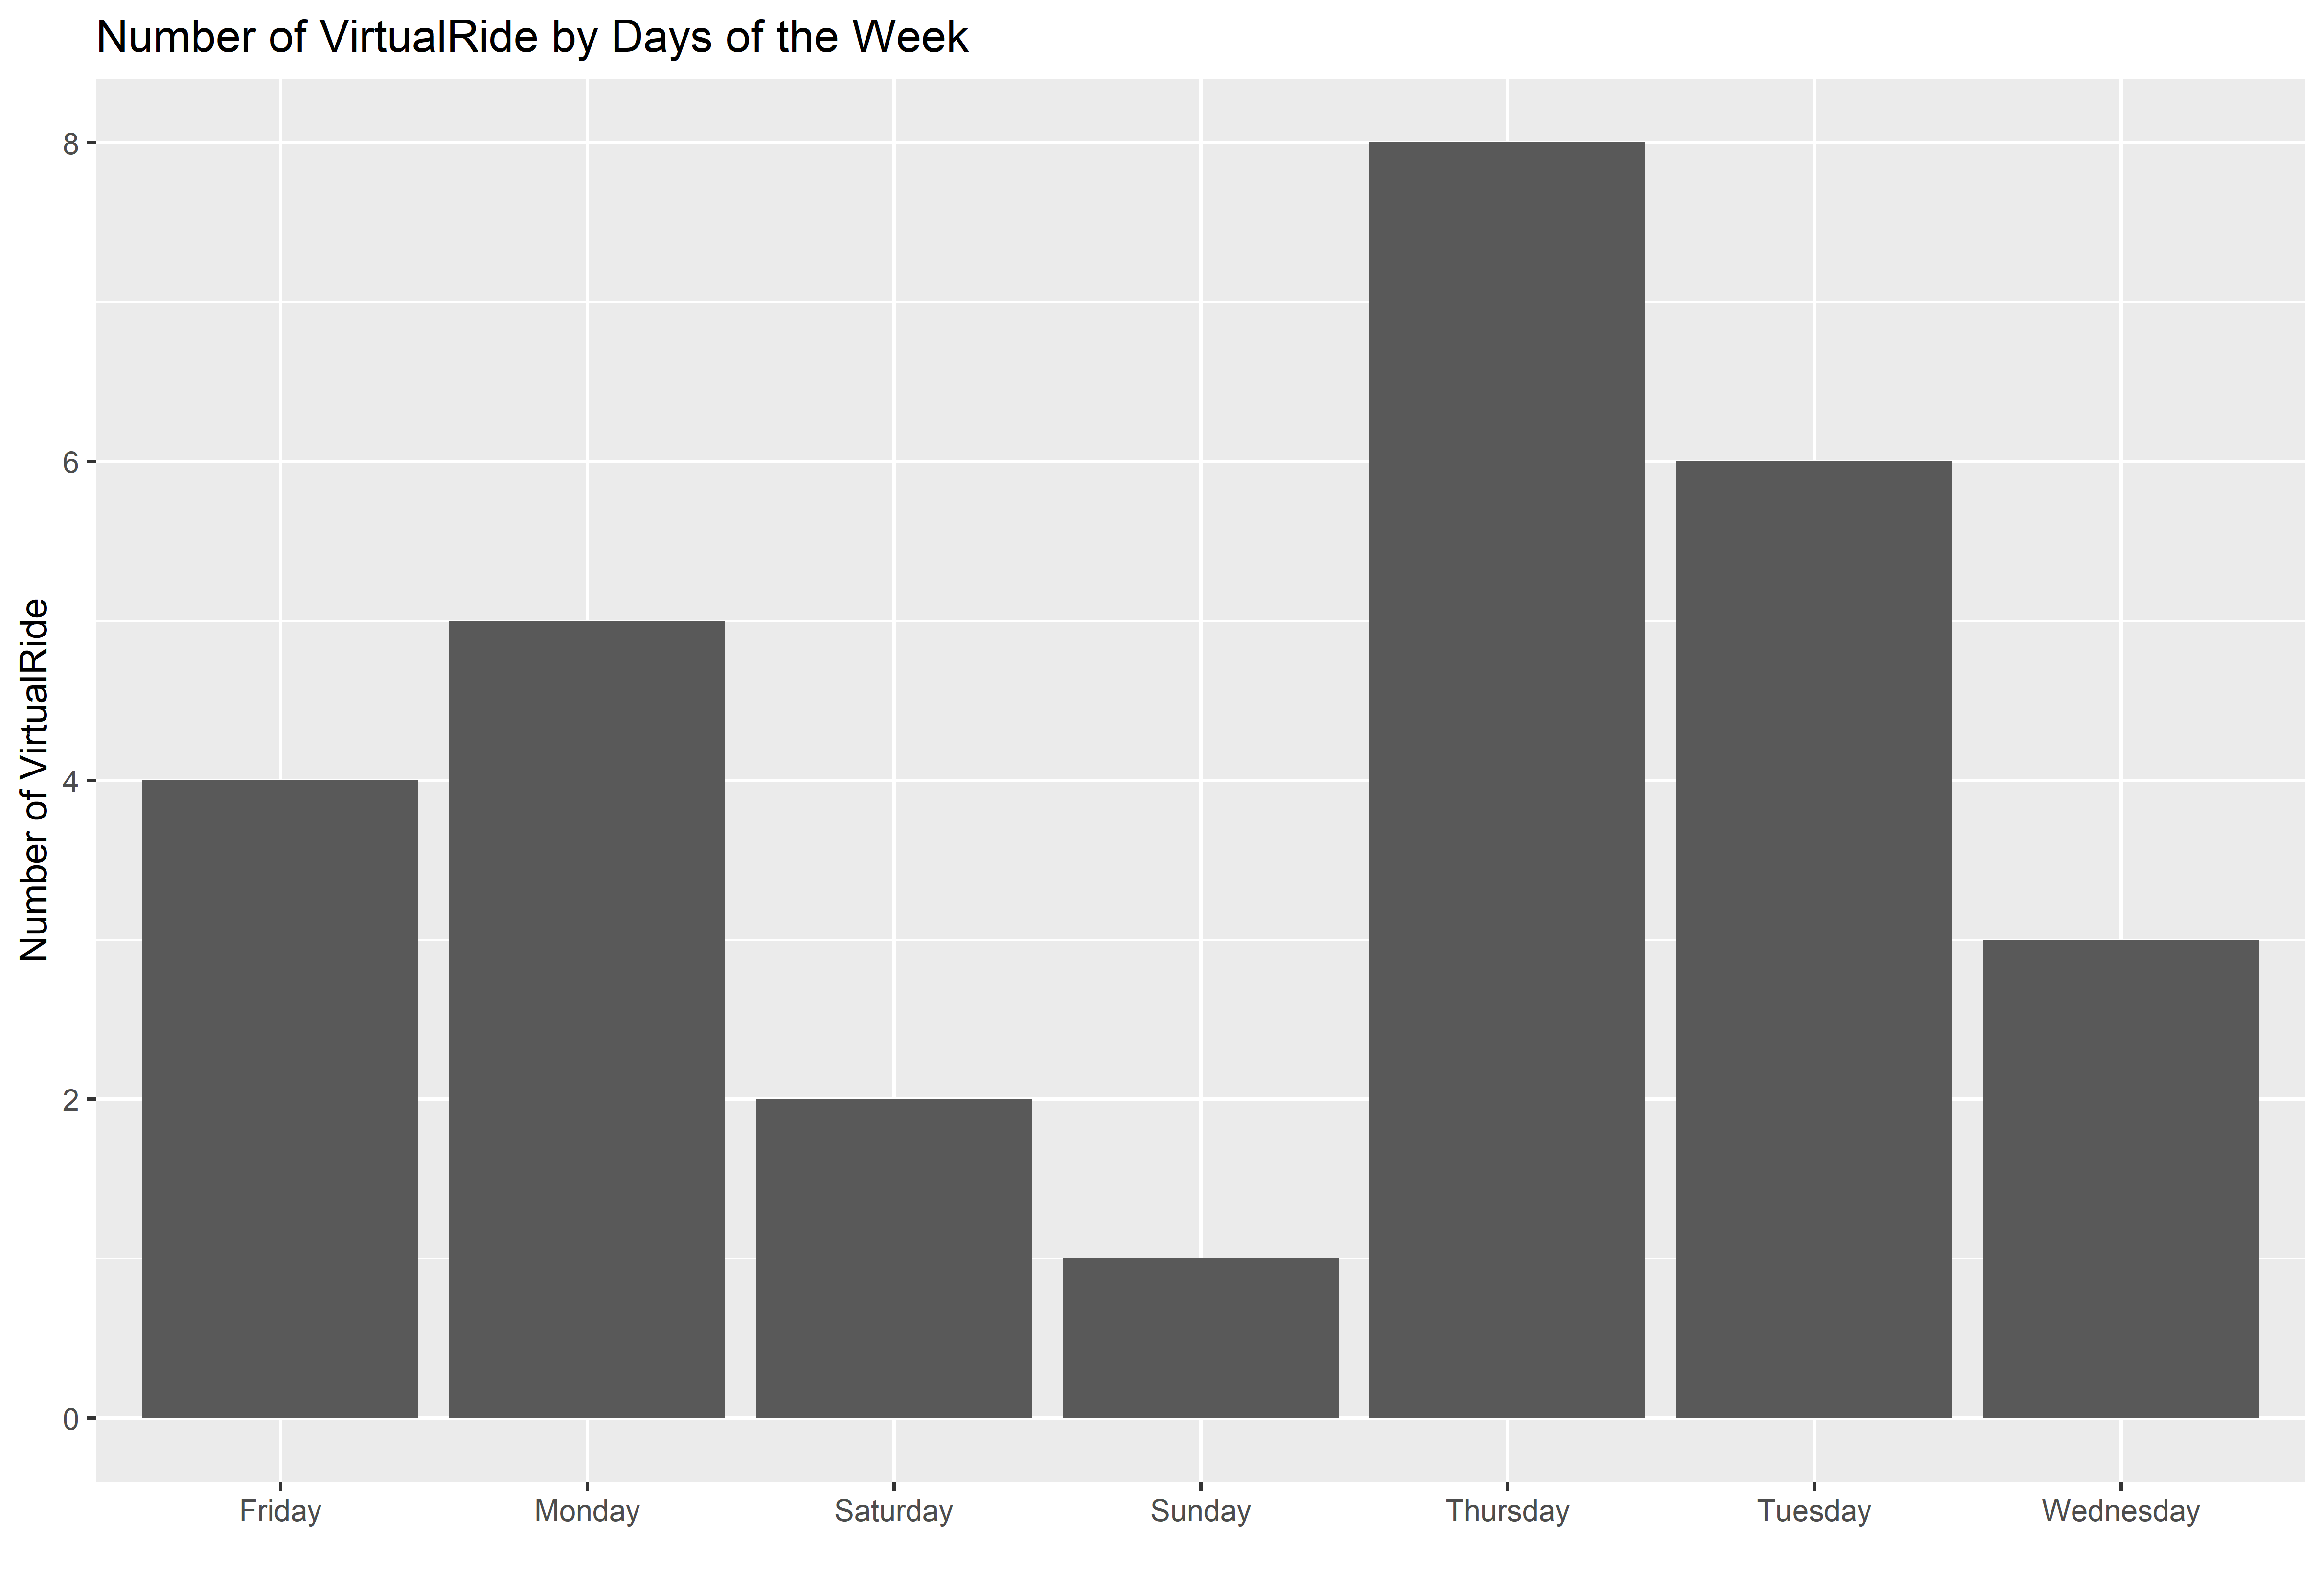 Number of VirtualRide by Days of the Week
Number of VirtualRide
8
6
4
2
0
Friday Monday Saturday Sunday Thursday Tuesday Wednesday